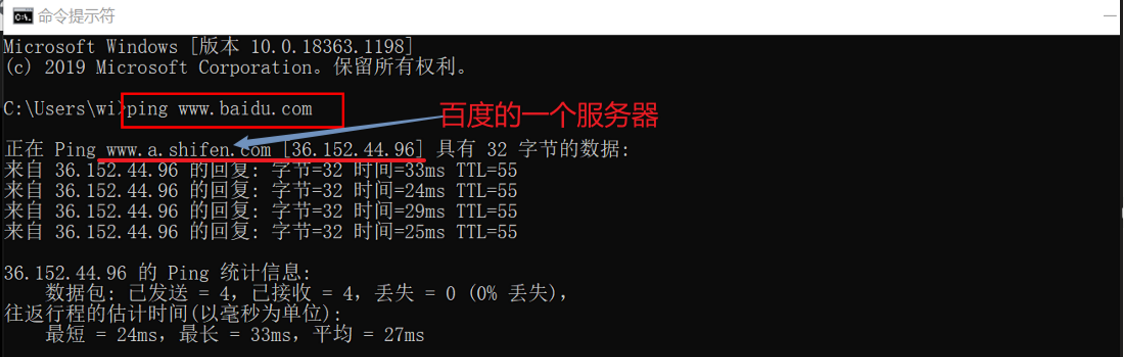 命令提示符
Microsoft Windows [版本 10.0.18363.1198]
(c) 2019 Microsoft Corporation。保留所有权利。
C:\Users\wi>ping www.baidu.com
百度的一个服务器
正在 Ping www.a.shifen.com [36.152.44.96] 具有 32 字节的数据:
来自 36.152.44.96 的回复: 字节=32 时间=33ms TTL=55
来自 36.152.44.96 的回复: 字节=32 时间=24ms TTL=55
来自 36.152.44.96 的回复: 字节=32 时间=29ms TTL=55
来自 36.152.44.96 的回复: 字节=32 时间=25ms TTL=55
36.152.44.96 的 Ping 统计信息:
数据包: 已发送 = 4，已接收 = 4，丢失 = 0 (0% 丢失)，
往返行程的估计时间(以毫秒为单位):
最短 = 24ms，最长 = 33ms，平均 = 27ms